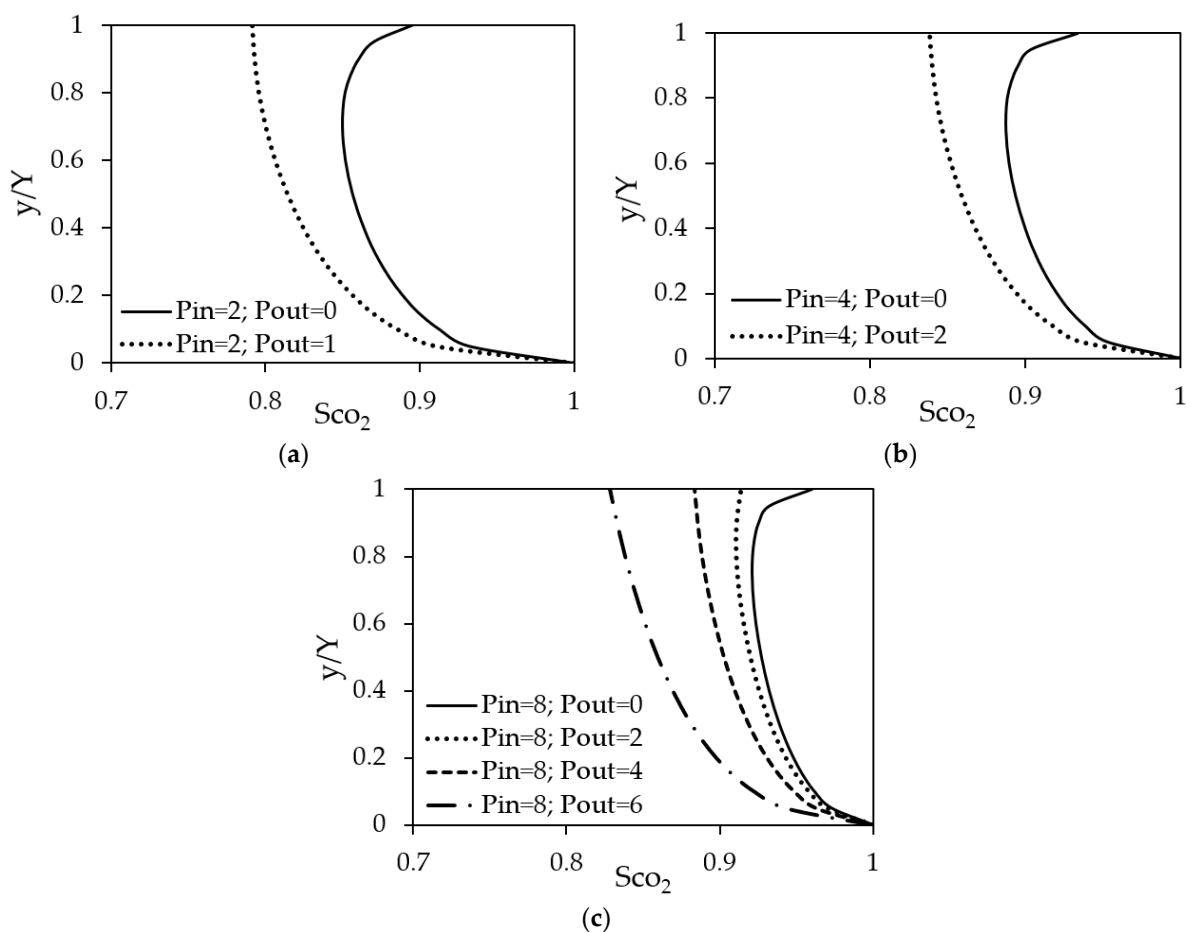 1
0.8
0.6
0.4
0.2
0
y/Y
Pin=2; Pout=0
Pin=2; Pout=1
0.7 0.8 0.9 1
Sco₂
(a)
1
0.8
0.6
0.4
0.2
0
y/Y
Pin=4; Pout=0
Pin=4; Pout=2
0.7 0.8 0.9 1
Sco₂
(b)
1
0.8
0.6
0.4
0.2
0
y/Y
Pin=8; Pout=0
Pin=8; Pout=2
Pin=8; Pout=4
Pin=8; Pout=6
0.7 0.8 0.9 1
Sco₂
(c)